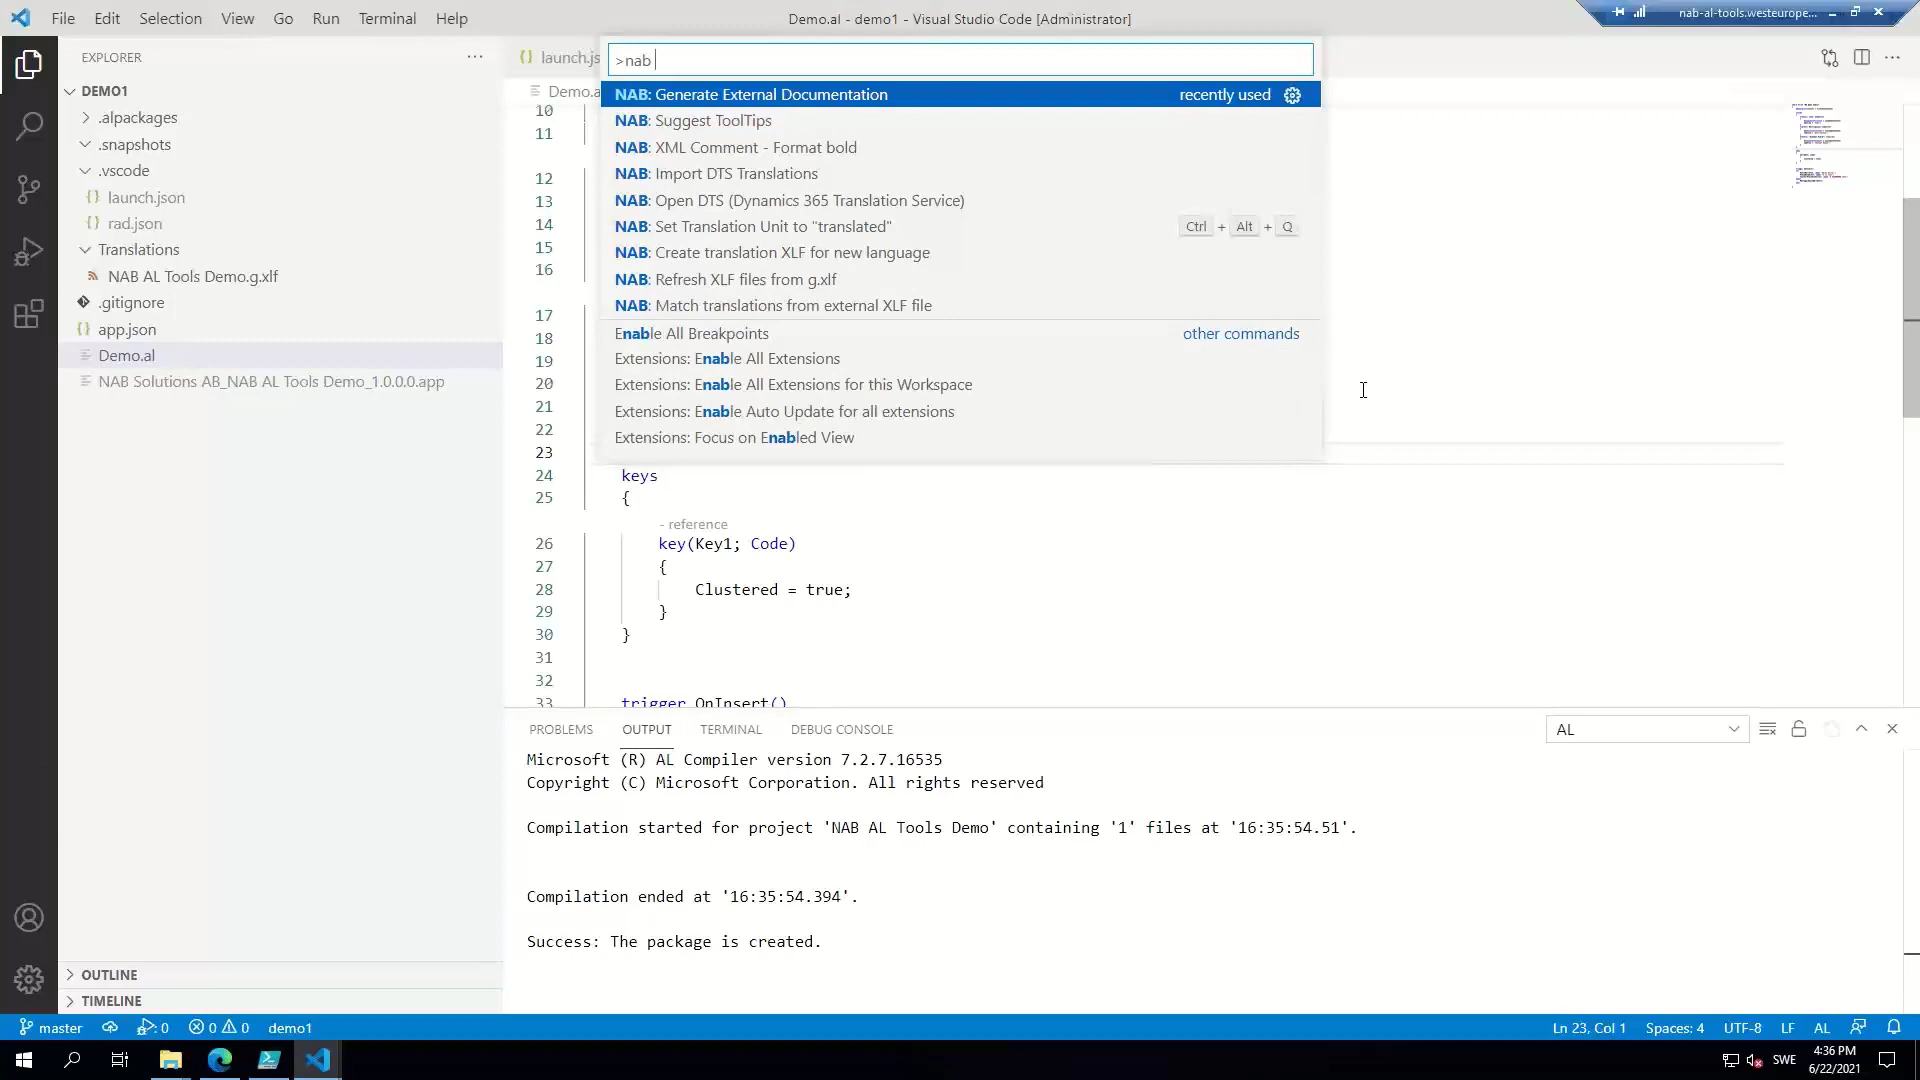 File Edit Selection View Go Run Terminal Help
Demo.al - demo1 - Visual Studio Code [Administrator]
nab-al-tools.westeurope...
EXPLORER
DEMO1
.alpackages
.snapshots
.vscode
launch.json
rad.json
Translations
NAB AL Tools Demo.g.xlf
.gitignore
app.json
Demo.al
NAB Solutions AB_NAB AL Tools Demo_1.0.0.0.app
OUTLINE
TIMELINE
launch.js
Demo.a
>nab
NAB: Generate External Documentation recently used
NAB: Suggest ToolTips
NAB: XML Comment - Format bold
NAB: Import DTS Translations
NAB: Open DTS (Dynamics 365 Translation Service)
NAB: Set Translation Unit to "translated" Ctrl + Alt + Q
NAB: Create translation XLF for new language
NAB: Refresh XLF files from g.xlf
NAB: Match translations from external XLF file
Enable All Breakpoints other commands
Extensions: Enable All Extensions
Extensions: Enable All Extensions for this Workspace
Extensions: Enable Auto Update for all extensions
Extensions: Focus on Enabled View
10
11
12
13
14
15
16
17
18
19
20
21
22
23
24 keys
25 {
- reference
26 key(Key1; Code)
27 {
28 Clustered = true;
29 }
30 }
31
32
33 trigger OnInsert()
PROBLEMS OUTPUT TERMINAL DEBUG CONSOLE
AL
Microsoft (R) AL Compiler version 7.2.7.16535
Copyright (C) Microsoft Corporation. All rights reserved
Compilation started for project 'NAB AL Tools Demo' containing '1' files at '16:35:54.51'.
Compilation ended at '16:35:54.394'.
Success: The package is created.
master 0 0 0 demo1
Ln 23, Col 1 Spaces: 4 UTF-8 LF AL
SWE
4:36 PM
6/22/2021